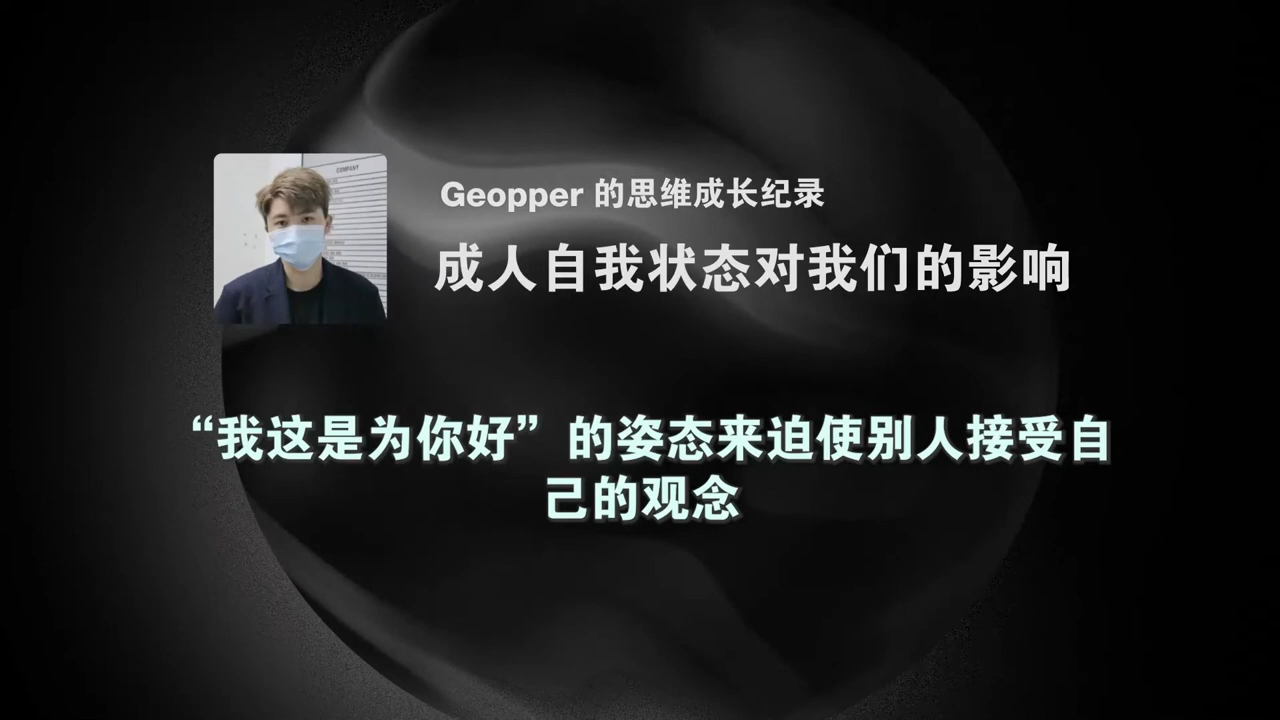 COMPANY
Geopper 的思维成长纪录
成人自我状态对我们的影响
“我这是为你好”的姿态来迫使别人接受自
己的观念